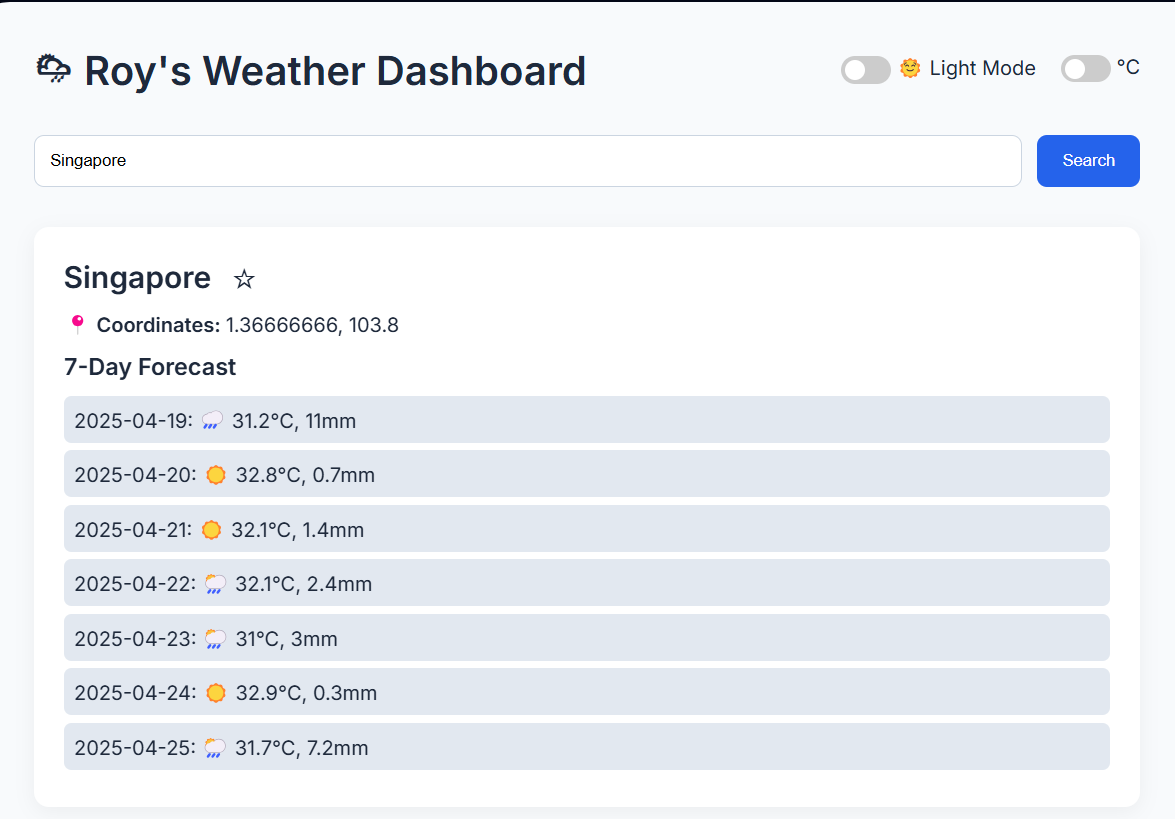 Roy's Weather Dashboard
Light Mode
°C
Singapore
Search
Singapore
Coordinates: 1.36666666, 103.8
7-Day Forecast
2025-04-19: 31.2°C, 11mm
2025-04-20: 32.8°C, 0.7mm
2025-04-21: 32.1°C, 1.4mm
2025-04-22: 32.1°C, 2.4mm
2025-04-23: 31°C, 3mm
2025-04-24: 32.9°C, 0.3mm
2025-04-25: 31.7°C, 7.2mm